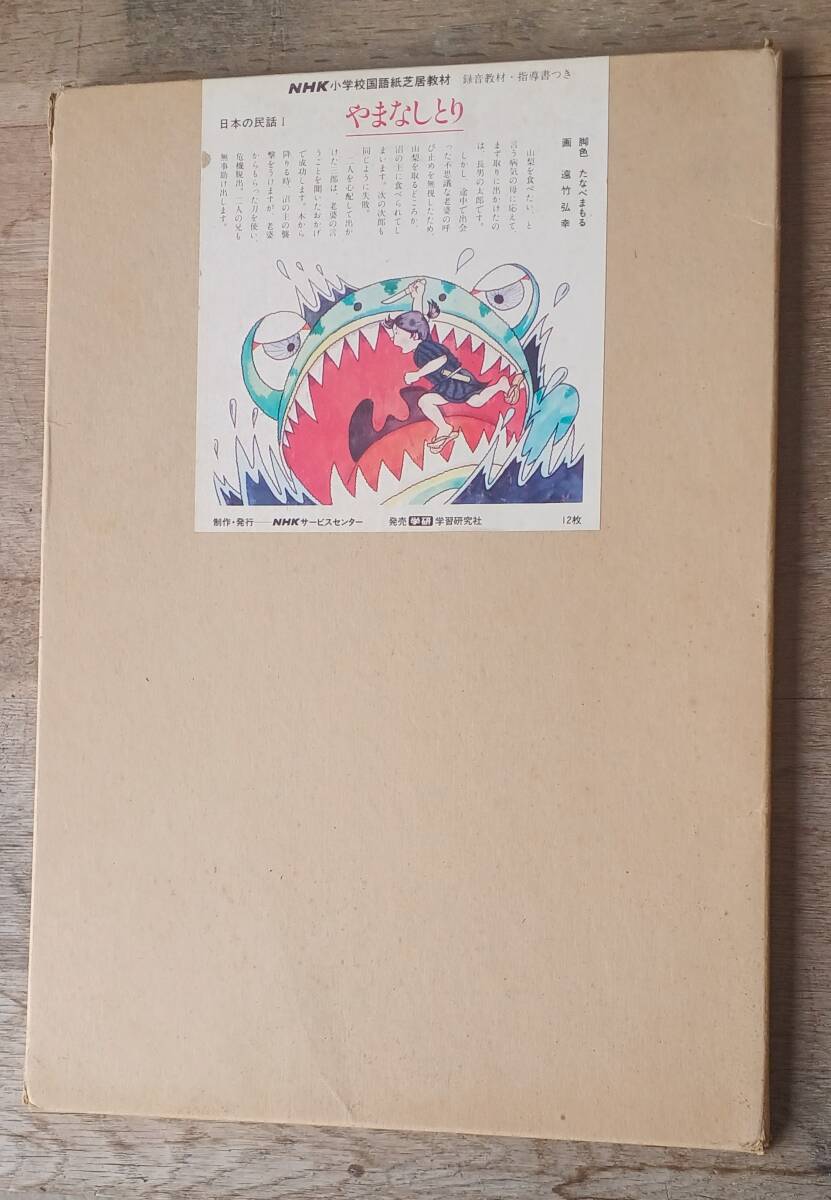 NHK小学校国語紙芝居教材 録音教材・指導書つき
日本の民話 I
やまなしとり
脚色 たなべまもる
画 遠竹弘幸
山梨を食べたい、と
言う病気の母に応えて、
まず取りに出かけたの
は、長男の太郎です。
しかし、途中で出会
った不思議な老婆の呼
び止めを無視したため、
山梨を取るどころか、
沼の主に食べられてし
まいます。次の次郎も
同じように失敗。
二人を心配して出か
けた三郎は、老婆の言
うことを聞いたおかげ
で成功します。木から
降りる時、沼の主の襲
撃をうけますが、老婆
からもらった刀を使い、
危機脱出。二人の兄も
無事助け出します。
制作・発行――NHKサービスセンター 発売 学研 学習研究社 12枚